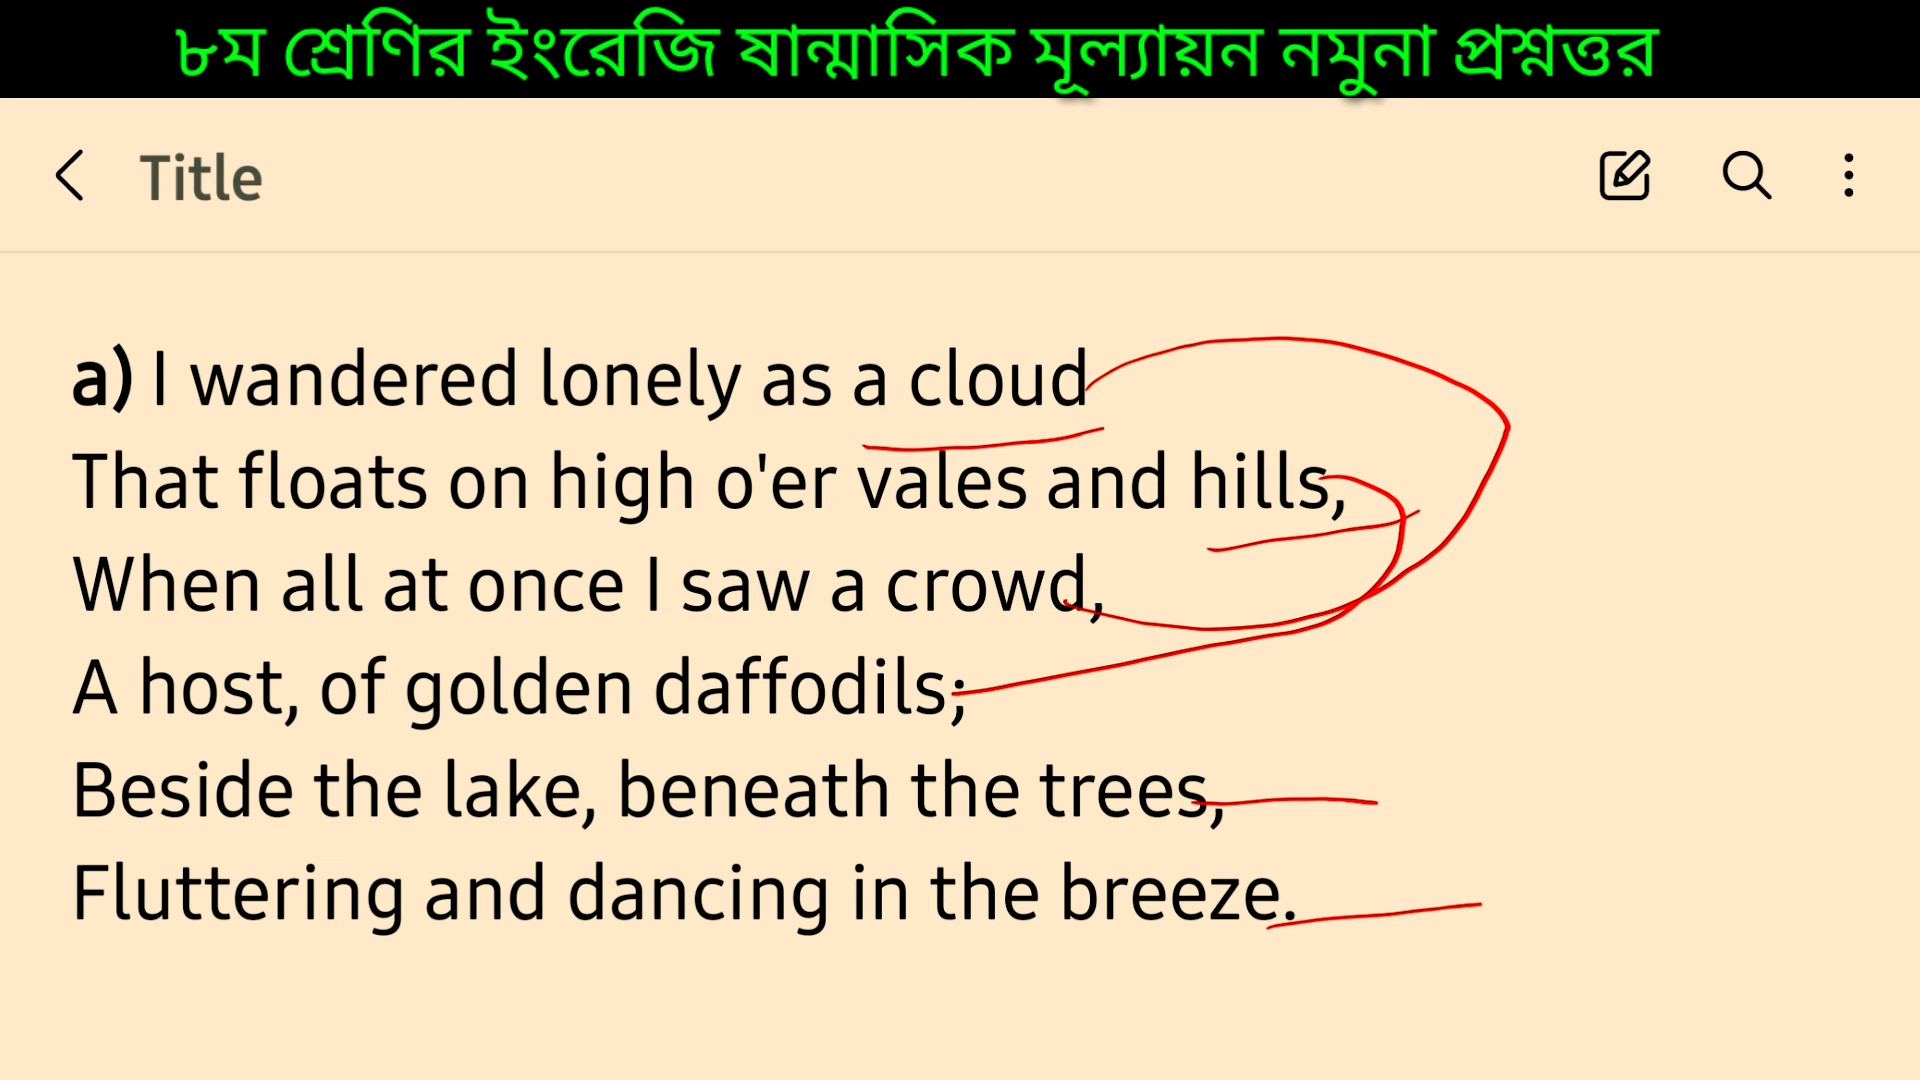 ৮ম শ্রেণির ইংরেজি ষান্মাসিক মূল্যায়ন নমুনা প্রশ্নত্তর
Title
a) I wandered lonely as a cloud
That floats on high o'er vales and hills,
When all at once I saw a crowd,
A host, of golden daffodils;
Beside the lake, beneath the trees,
Fluttering and dancing in the breeze.